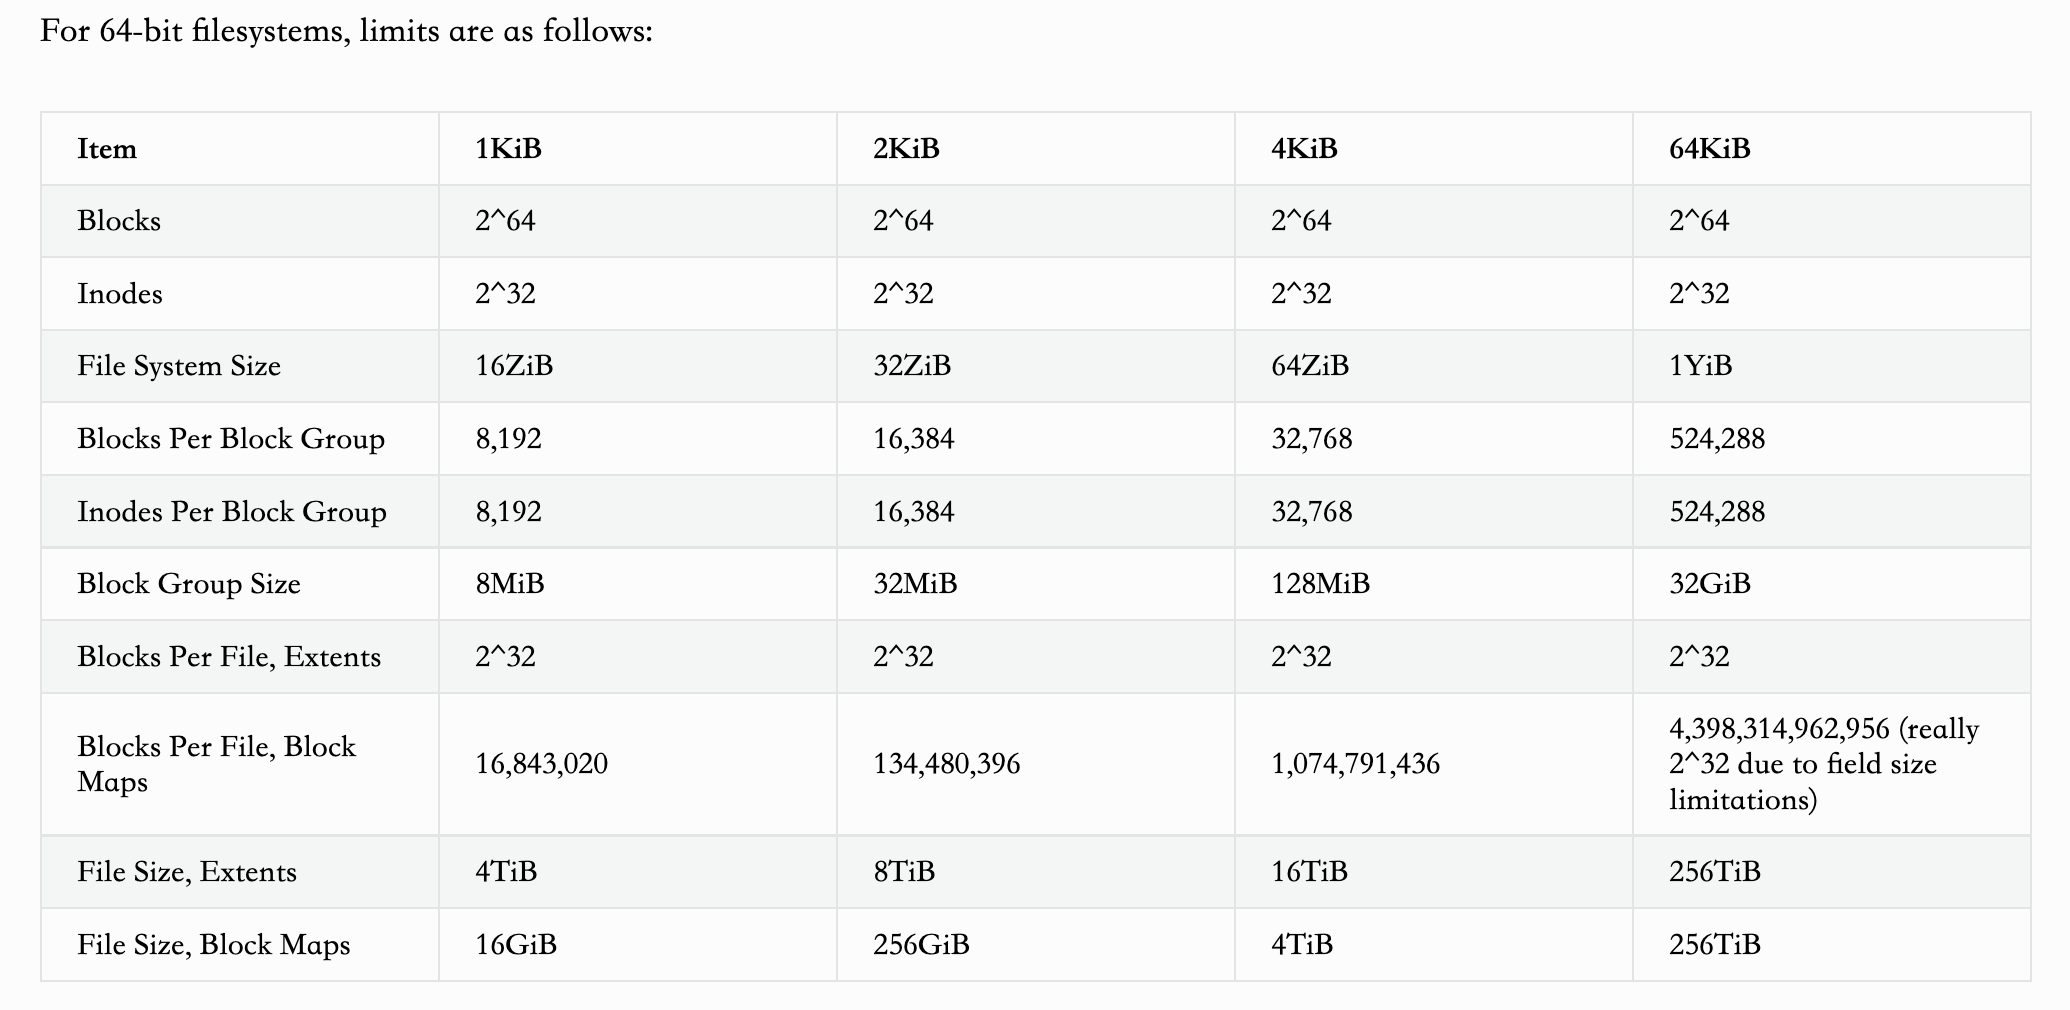 For 64-bit filesystems, limits are as follows:
Item 1KiB 2KiB 4KiB 64KiB
Blocks 2^64 2^64 2^64 2^64
Inodes 2^32 2^32 2^32 2^32
File System Size 16ZiB 32ZiB 64ZiB 1YiB
Blocks Per Block Group 8,192 16,384 32,768 524,288
Inodes Per Block Group 8,192 16,384 32,768 524,288
Block Group Size 8MiB 32MiB 128MiB 32GiB
Blocks Per File, Extents 2^32 2^32 2^32 2^32
Blocks Per File, Block
Maps
16,843,020 134,480,396 1,074,791,436
4,398,314,962,956 (really
2^32 due to field size
limitations)
File Size, Extents 4TiB 8TiB 16TiB 256TiB
File Size, Block Maps 16GiB 256GiB 4TiB 256TiB